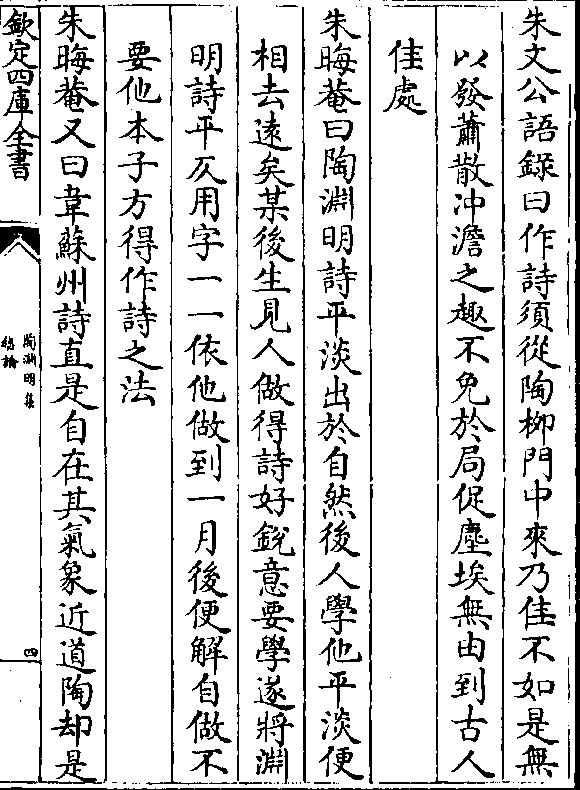 朱文公語録曰作詩須從陶柳門中來乃佳不如是無
以發蕭散沖澹之趣不免於局促塵埃無由到古人
佳處
朱晦菴曰陶淵明詩平淡出於自然後人學他平淡便
相去遠矣某後生見人做得詩好銳意要學遂將淵
明詩平仄用字一一依他做到一月後便解自做不
要他本子方得作詩之法
朱晦菴又曰韋蘇州詩直是自在其氣象近道陶却是
欽定四庫全書
陶淵明集
總論
四